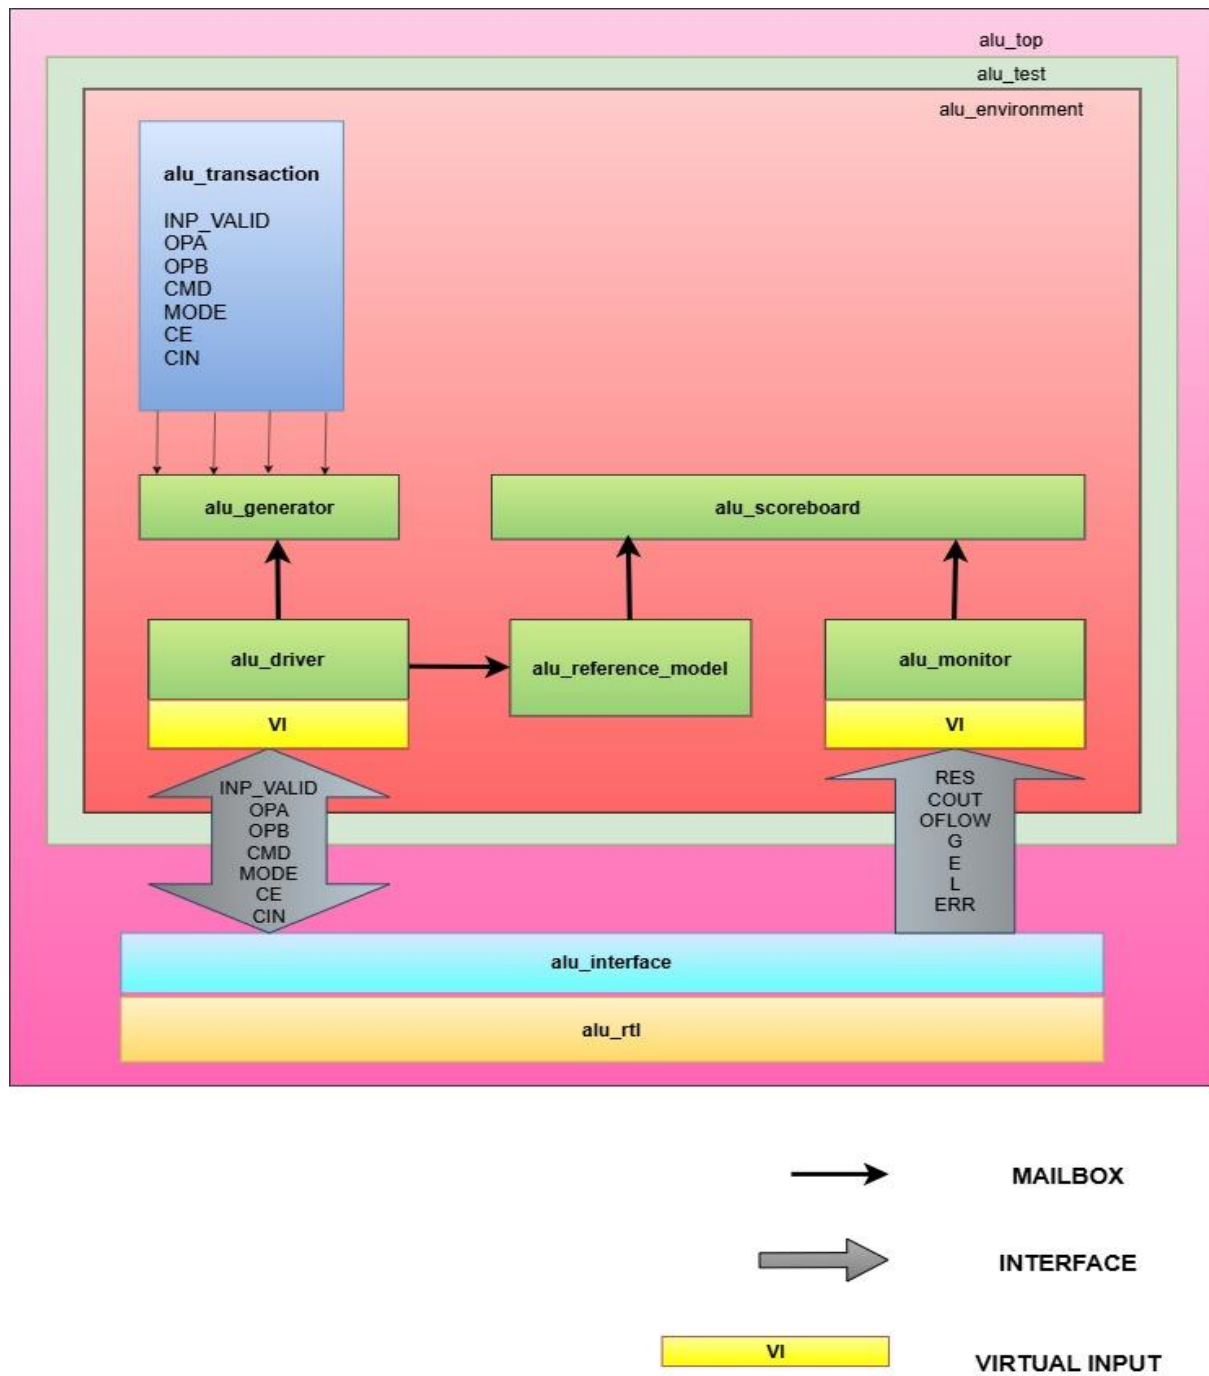 alu_top
alu_test
alu_environment
alu_transaction
INP_VALID
OPA
OPB
CMD
MODE
CE
CIN
alu_generator
alu_scoreboard
alu_driver
VI
alu_reference_model
alu_monitor
VI
INP_VALID
OPA
OPB
CMD
MODE
CE
CIN
RES
COUT
OFLOW
G
E
L
ERR
alu_interface
alu_rtl
MAILBOX
INTERFACE
VI
VIRTUAL INPUT